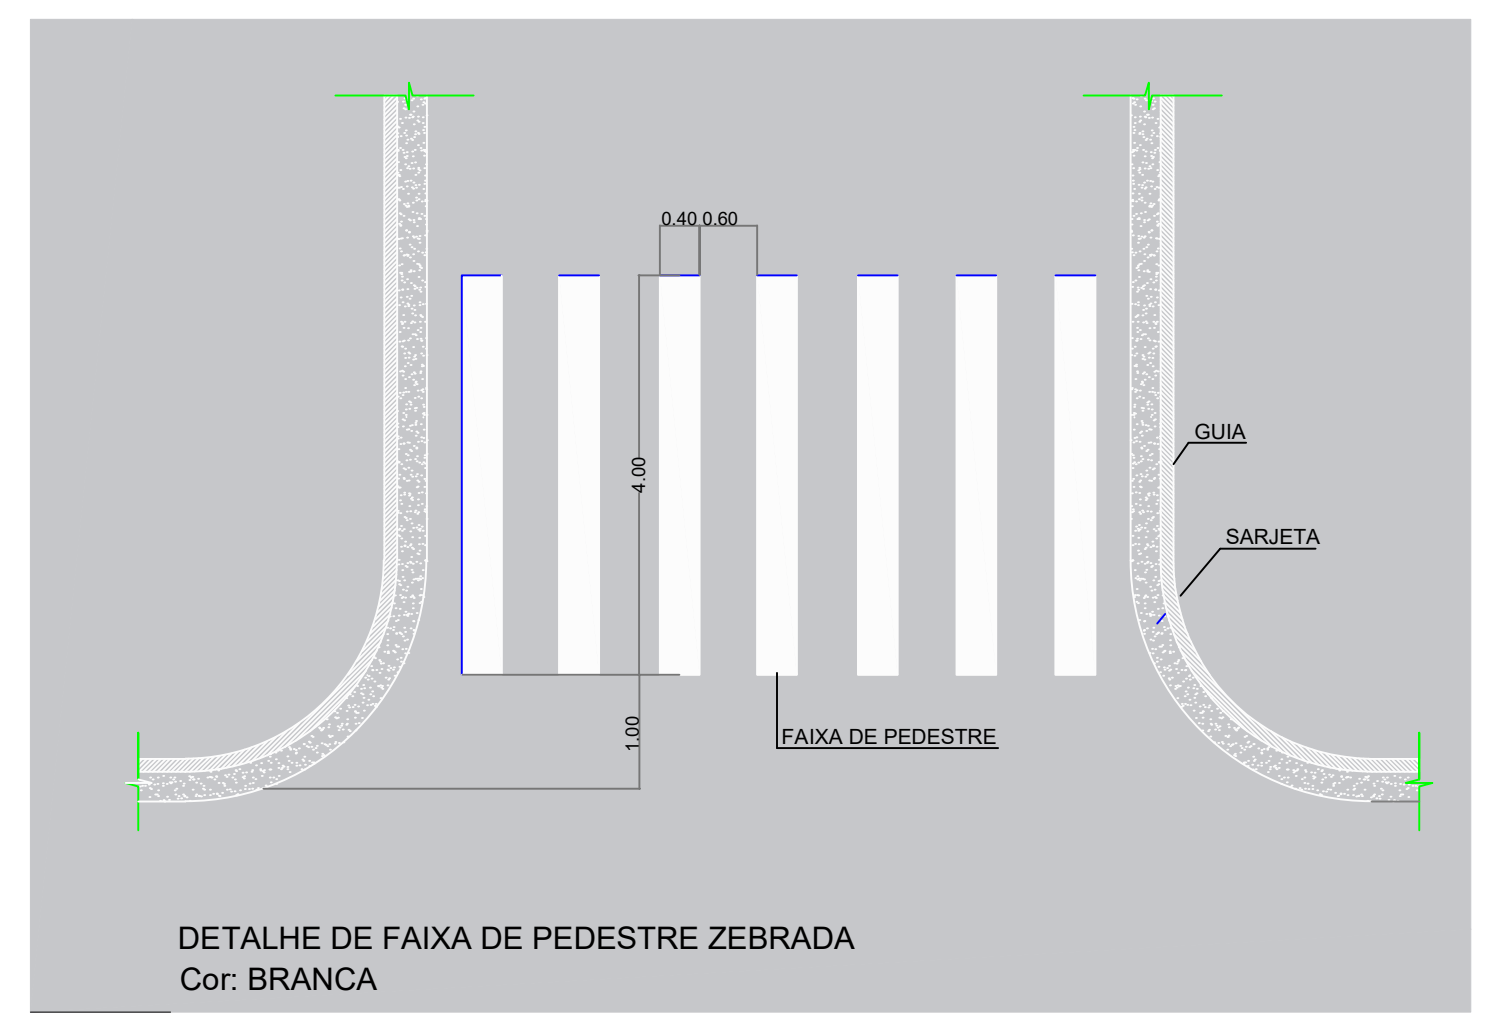 0.40 0.60
4.00
GUIA
SARJETA
1.00
FAIXA DE PEDESTRE
DETALHE DE FAIXA DE PEDESTRE ZEBRADA
Cor: BRANCA